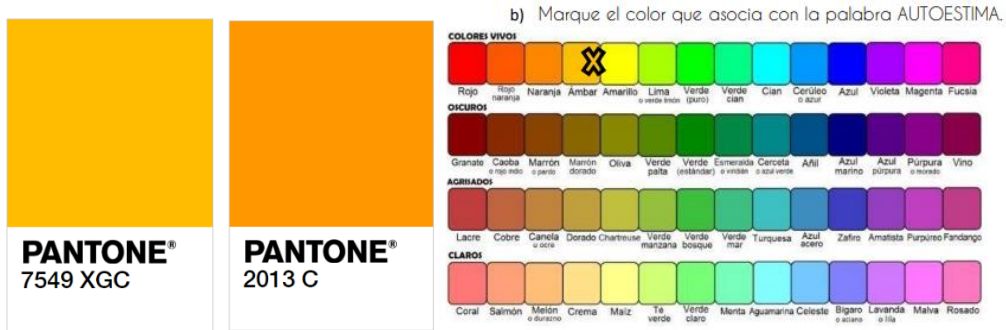 PANTONE®
7549 XGC
PANTONE®
2013 C
b) Marque el color que asocia con la palabra AUTOESTIMA.
COLORES VIVOS
Rojo Rojo naranja Naranja Ámbar Amarillo Lima o verde limón Verde (puro) Verde cian Cian Cerúleo o azur Azul Violeta Magenta Fucsia
OSCUROS
Granate Caoba o rojo indio Marrón o pardo Marrón dorado Oliva Verde palta Verde (estándar) Esmeralda o viridián Cerceta o azul verde Añil Azul marino Azul púrpura Púrpura o morado Vino
AGRISADOS
Lacre Cobre Canela u ocre Dorado Chartreuse Verde manzana Verde bosque Verde mar Turquesa Azul acero Zafiro Amatista Purpúreo Fandango
CLAROS
Coral Salmón Melón o durazno Crema Maíz Té verde Verde claro Menta Aguamarina Celeste Bígaro o aciano Lavanda o lila Malva Rosado